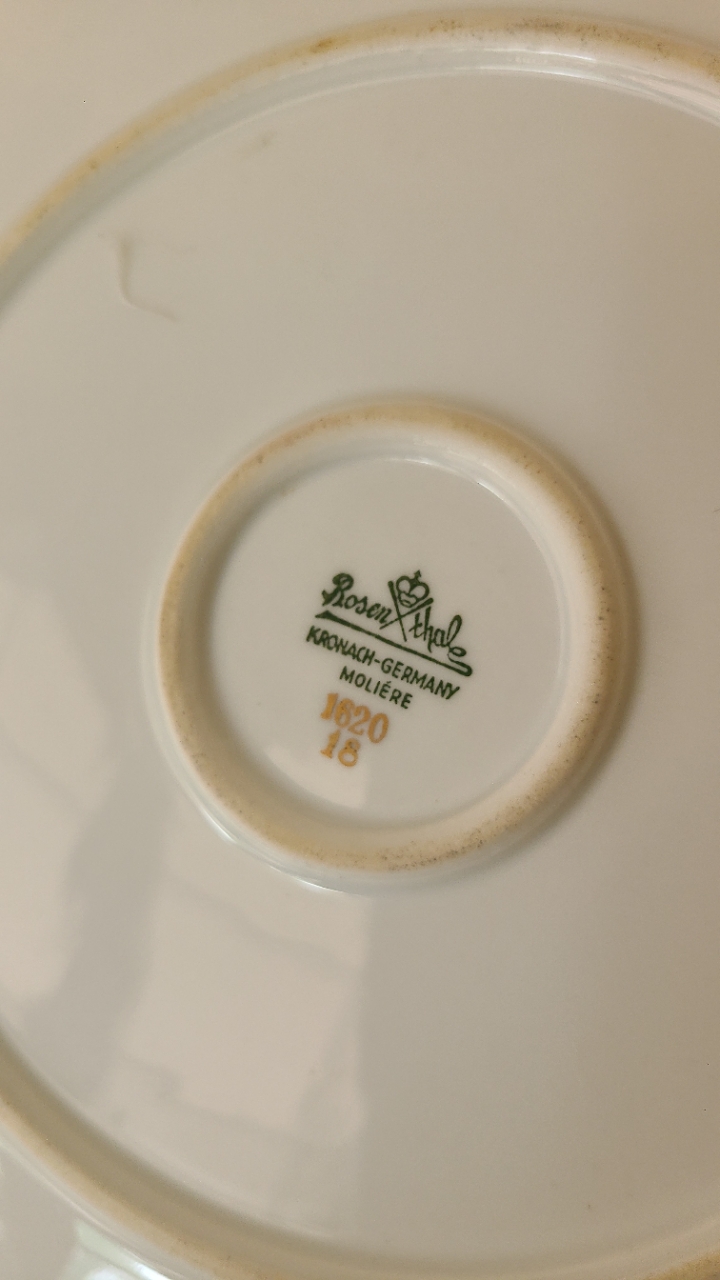 Rosenthal
KRONACH-GERMANY
MOLIÉRE
1620
18